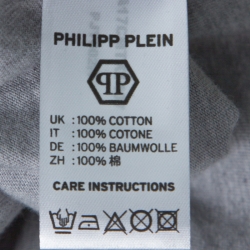 PHILIPP PLEIN
UK : 100% COTTON
IT : 100% COTONE
DE : 100% BAUMWOLLE
ZH : 100% 棉
CARE INSTRUCTIONS